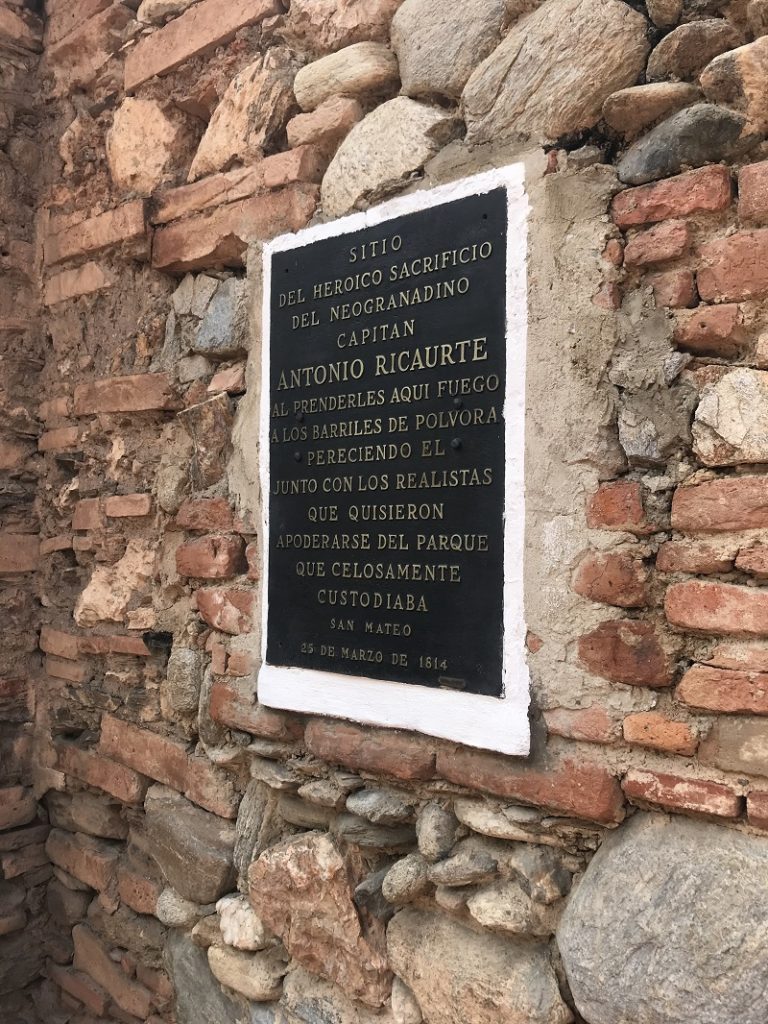 SITIO
DEL HEROICO SACRIFICIO
DEL NEOGRANADINO
CAPITAN
ANTONIO RICAURTE
AL PRENDERLES AQUI FUEGO
A LOS BARRILES DE POLVORA
PERECIENDO EL
JUNTO CON LOS REALISTAS
QUE QUISIERON
APODERARSE DEL PARQUE
QUE CELOSAMENTE
CUSTODIABA
SAN MATEO
25 DE MARZO DE 1814